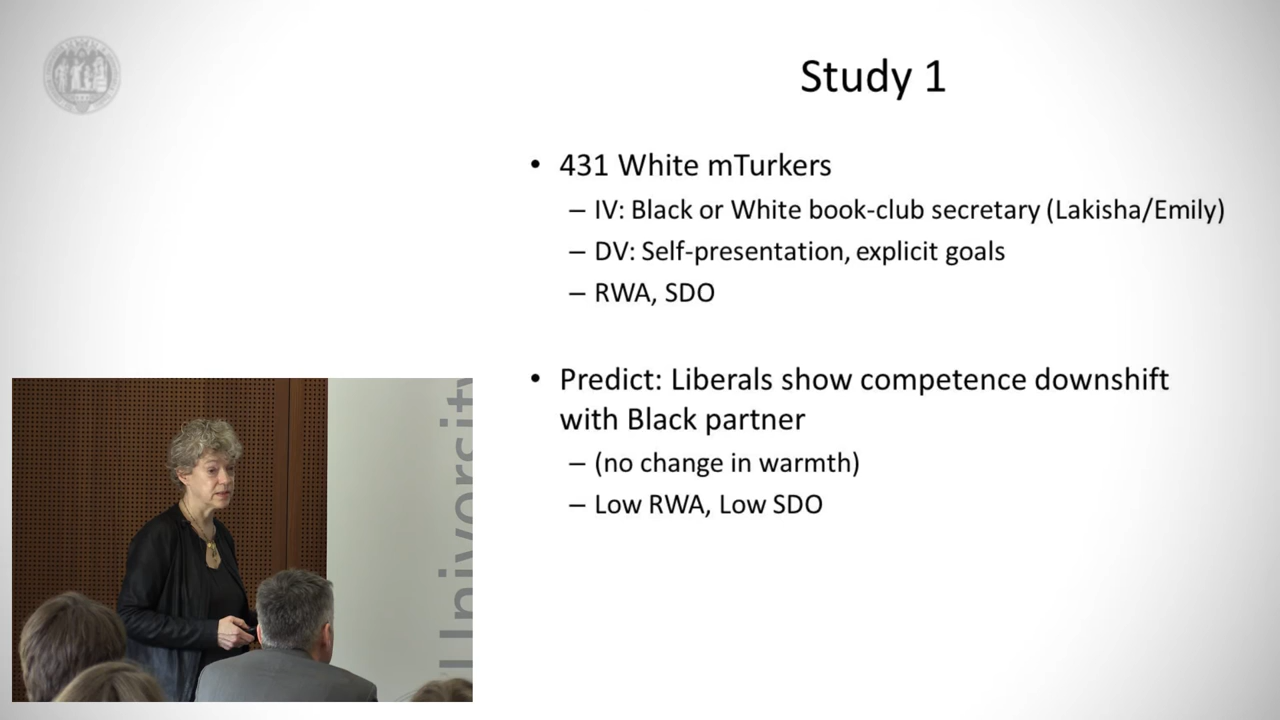 Study 1
• 431 White mTurkers
– IV: Black or White book-club secretary (Lakisha/Emily)
– DV: Self-presentation, explicit goals
– RWA, SDO
• Predict: Liberals show competence downshift
with Black partner
– (no change in warmth)
– Low RWA, Low SDO
University